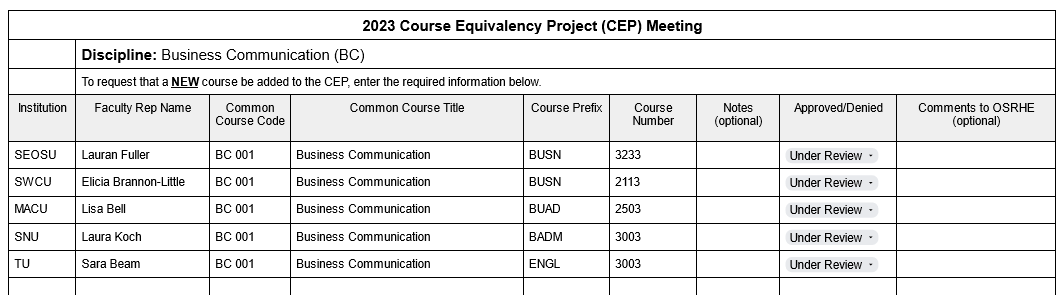 2023 Course Equivalency Project (CEP) Meeting
Discipline: Business Communication (BC)
To request that a NEW course be added to the CEP, enter the required information below.
Institution Faculty Rep Name Common Course Code Common Course Title Course Prefix Course Number Notes (optional) Approved/Denied Comments to OSRHE (optional)
SEOSU Lauran Fuller BC 001 Business Communication BUSN 3233 Under Review
SWCU Elicia Brannon-Little BC 001 Business Communication BUSN 2113 Under Review
MACU Lisa Bell BC 001 Business Communication BUAD 2503 Under Review
SNU Laura Koch BC 001 Business Communication BADM 3003 Under Review
TU Sara Beam BC 001 Business Communication ENGL 3003 Under Review